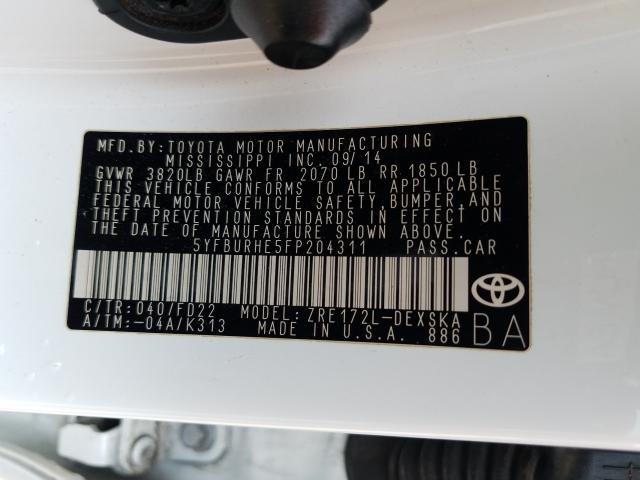 MFD. BY: TOYOTA MOTOR MANUFACTURING
MISSISSIPPI INC. 09/14
GVWR 3820LB GAWR FR 2070 LB RR 1850 LB
THIS VEHICLE CONFORMS TO ALL APPLICABLE
FEDERAL MOTOR VEHICLE SAFETY, BUMPER, AND
THEFT PREVENTION STANDARDS IN EFFECT ON
THE DATE OF MANUFACTURE SHOWN ABOVE.
5YFBURHE5FP204311 PASS. CAR
C/TR: 040/FD22 MODEL: ZRE172L-DEXSKA
A/TM: -04A/K313 MADE IN U.S.A. 886 BA